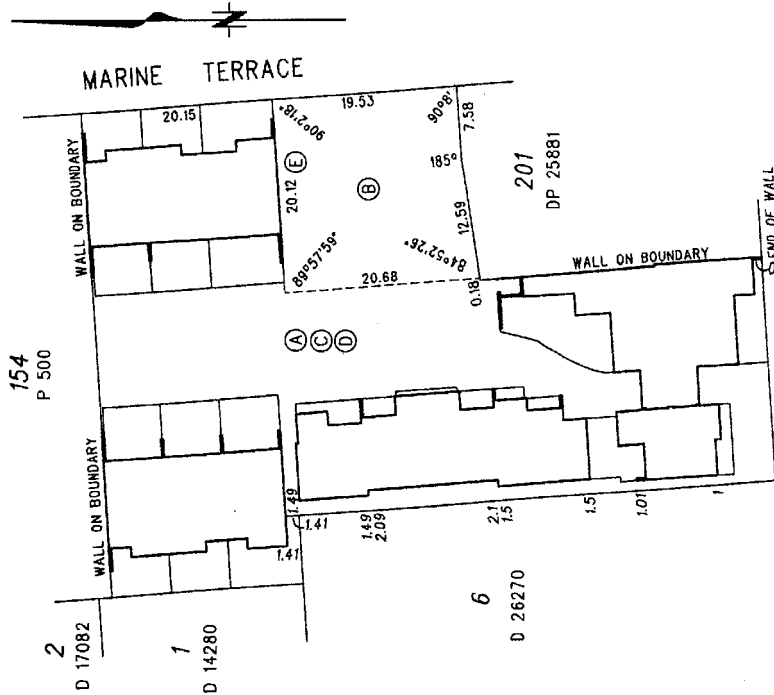 MARINE TERRACE
20.15
19.53
90°2'18"
90°8'
7.58
WALL ON BOUNDARY
E
20.12
B
185°
201
DP 25881
12.59
89°57'59"
84°52'26"
20.68
0.18
WALL ON BOUNDARY
END OF WALL
154
P 500
A
C
D
WALL ON BOUNDARY
1.49
1.41
1.41
1.49
2.09
2.1
1.5
1.5
1.01
1
2
D 17082
1
D 14280
6
D 26270